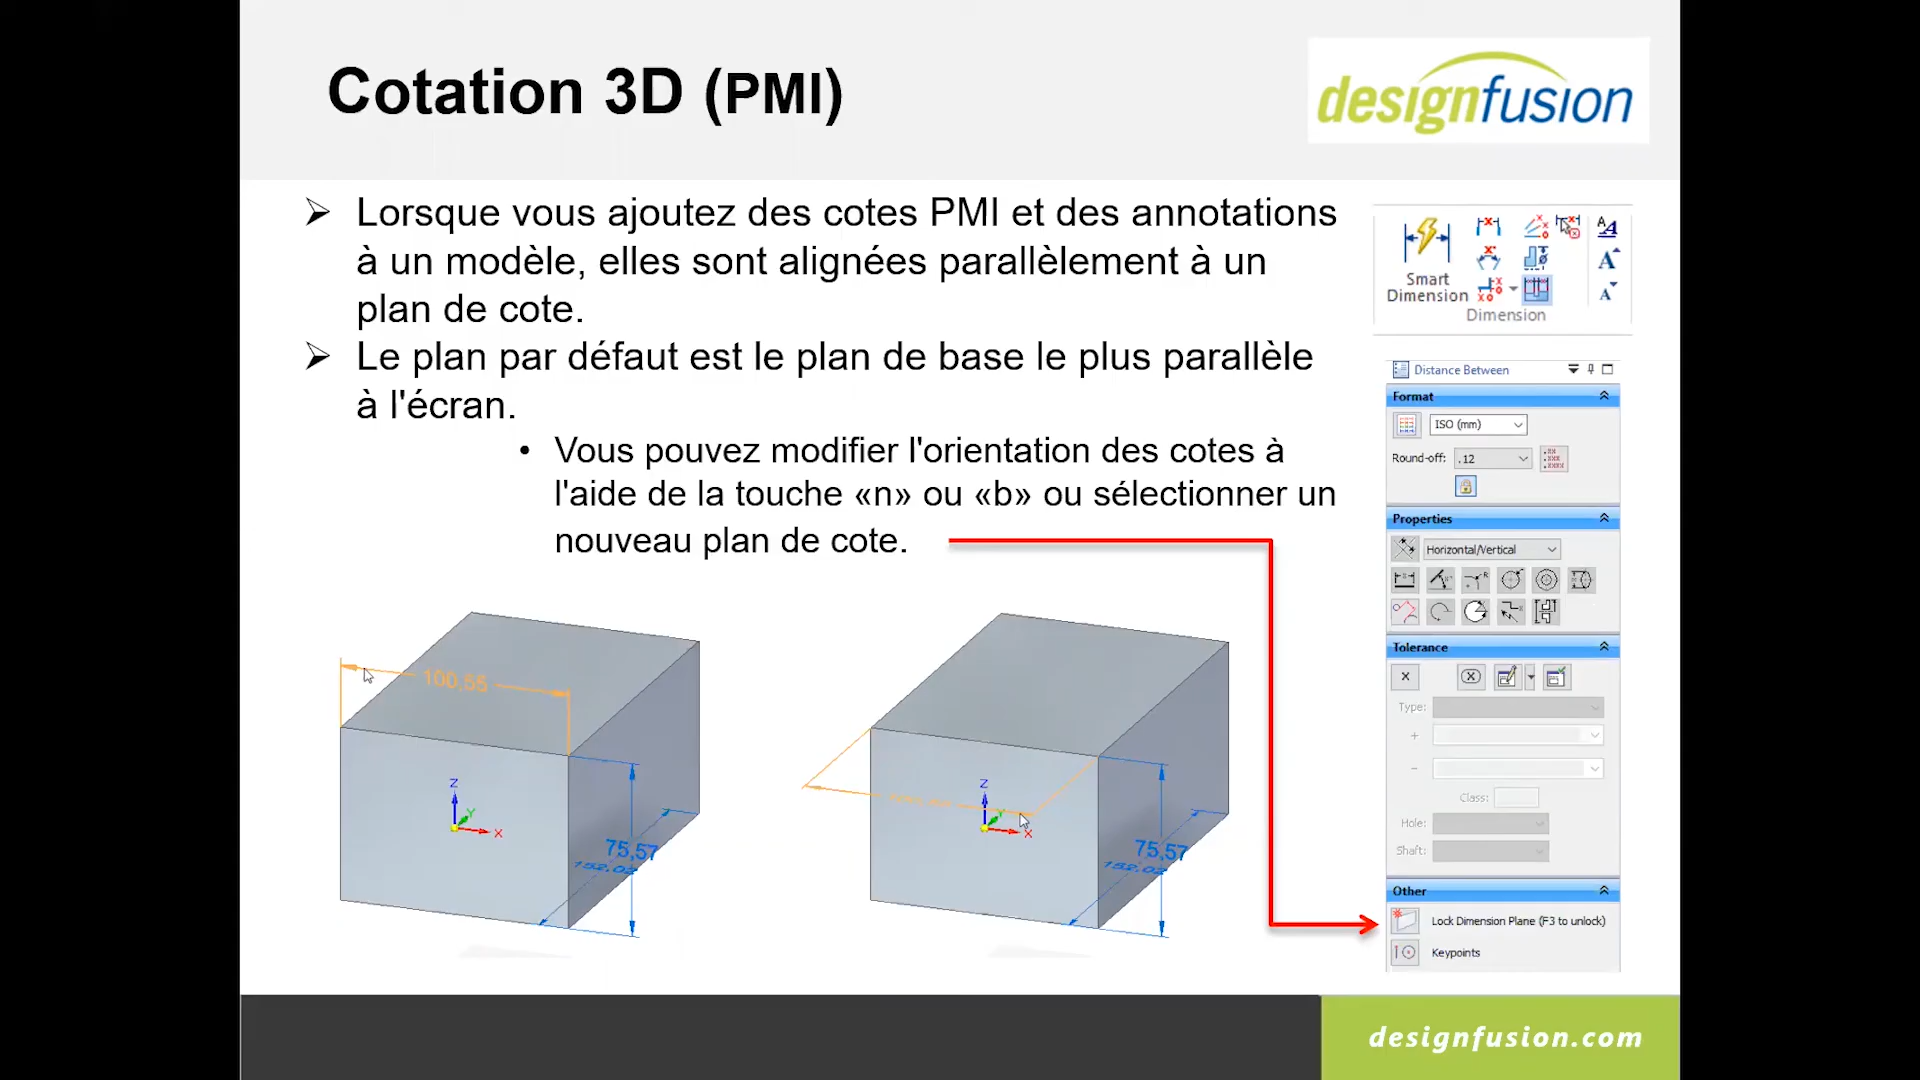 Cotation 3D (PMI)
designfusion
➢ Lorsque vous ajoutez des cotes PMI et des annotations
à un modèle, elles sont alignées parallèlement à un
plan de cote.
➢ Le plan par défaut est le plan de base le plus parallèle
à l'écran.
• Vous pouvez modifier l'orientation des cotes à
l'aide de la touche «n» ou «b» ou sélectionner un
nouveau plan de cote.
Smart
Dimension
Dimension
Distance Between
Format
ISO (mm)
Round-off: .12
Properties
Horizontal/Vertical
Tolerance
Type:
+
-
Class:
Hole:
Shaft:
Other
Lock Dimension Plane (F3 to unlock)
Keypoints
100,55
Z
Y
X
75,57
152,02
Z
Y
X
75,57
152,02
designfusion.com